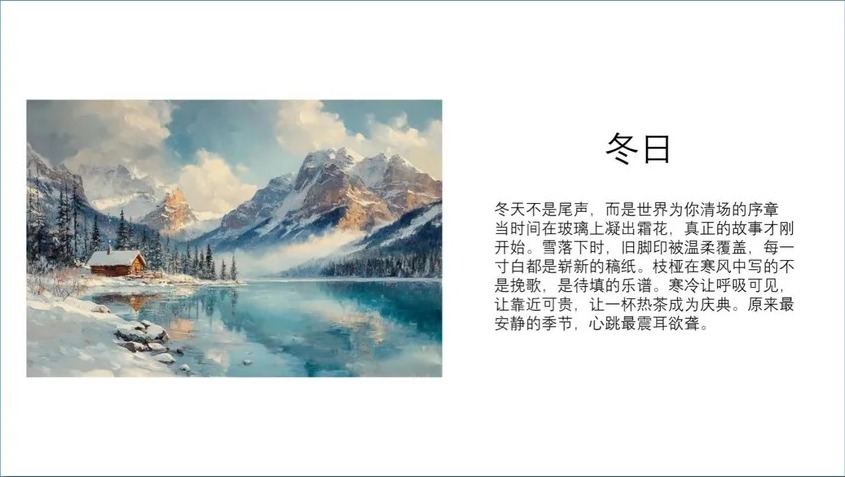 冬日
冬天不是尾声，而是世界为你清场的序章
当时间在玻璃上凝出霜花，真正的故事才刚
开始。雪落下时，旧脚印被温柔覆盖，每一
寸白都是崭新的稿纸。枝桠在寒风中写的不
是挽歌，是待填的乐谱。寒冷让呼吸可见，
让靠近可贵，让一杯热茶成为庆典。原来最
安静的季节，心跳最震耳欲聋。